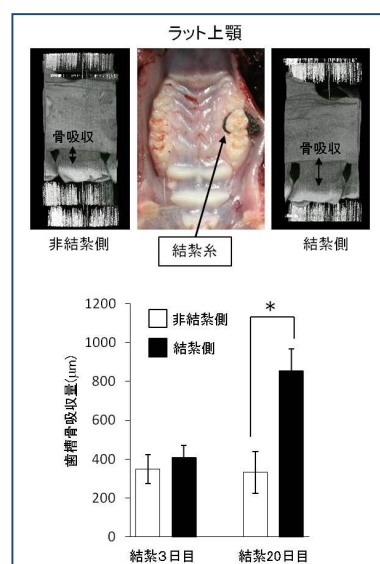 ラット上顎
骨吸収
骨吸収
非結紮側
結紮糸
結紮側
歯槽骨吸収量(μm)
1200
1000
800
600
400
200
0
非結紮側
結紮側
*
結紮3日目
結紮20日目